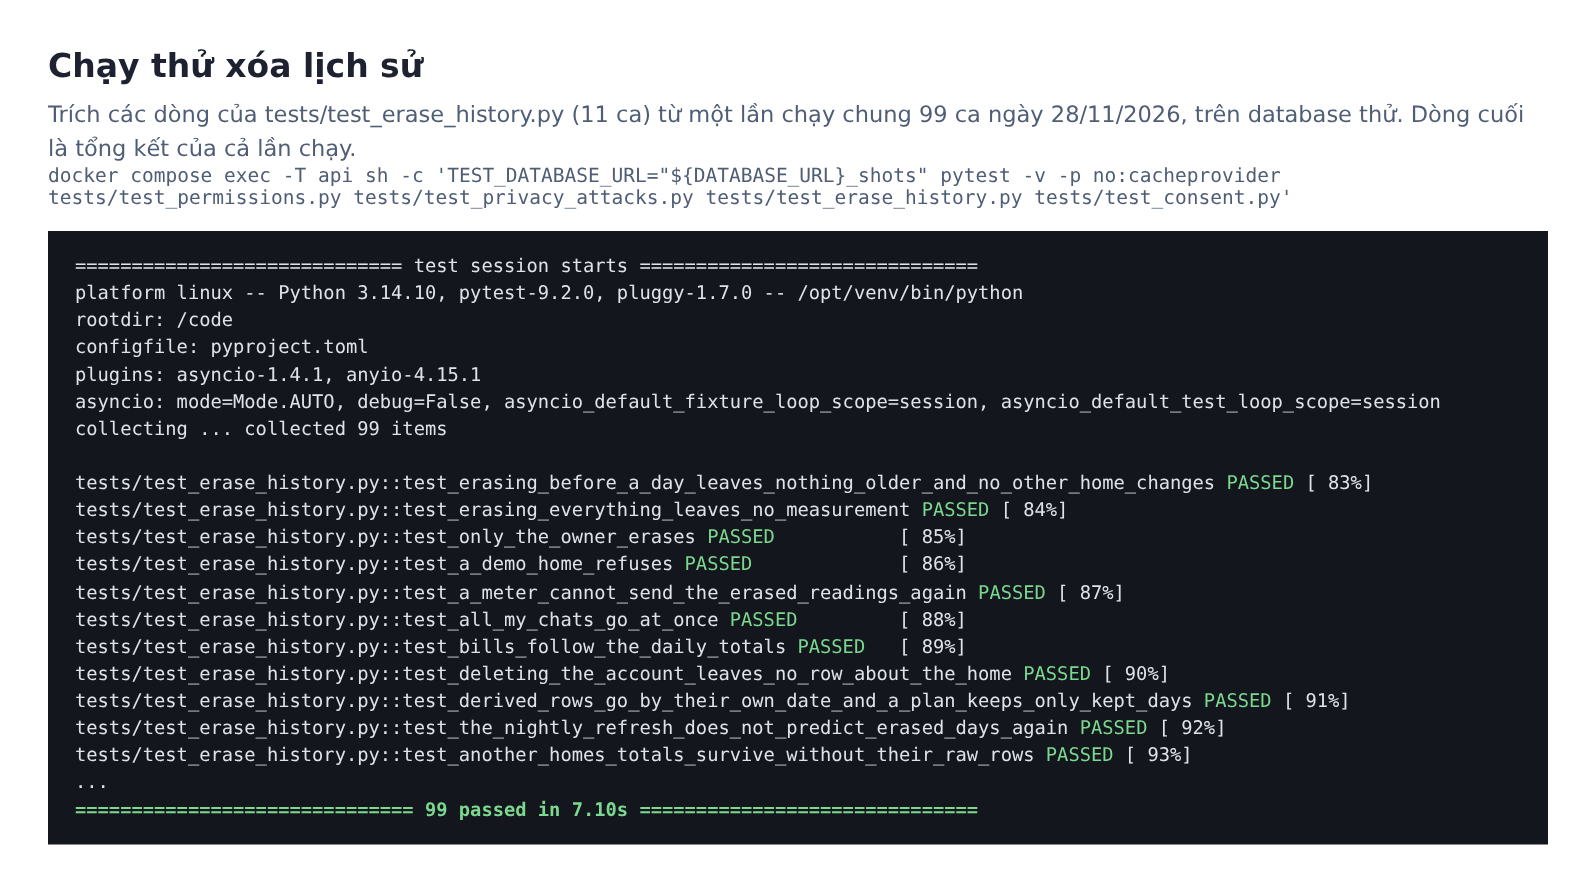 Chạy thử xóa lịch sử
Trích các dòng của tests/test_erase_history.py (11 ca) từ một lần chạy chung 99 ca ngày 28/11/2026, trên database thử. Dòng cuối
là tổng kết của cả lần chạy.
docker compose exec -T api sh -c 'TEST_DATABASE_URL="${DATABASE_URL}_shots" pytest -v -p no:cacheprovider
tests/test_permissions.py tests/test_privacy_attacks.py tests/test_erase_history.py tests/test_consent.py'
============================= test session starts ==============================
platform linux -- Python 3.14.10, pytest-9.2.0, pluggy-1.7.0 -- /opt/venv/bin/python
rootdir: /code
configfile: pyproject.toml
plugins: asyncio-1.4.1, anyio-4.15.1
asyncio: mode=Mode.AUTO, debug=False, asyncio_default_fixture_loop_scope=session, asyncio_default_test_loop_scope=session
collecting ... collected 99 items
tests/test_erase_history.py::test_erasing_before_a_day_leaves_nothing_older_and_no_other_home_changes PASSED [ 83%]
tests/test_erase_history.py::test_erasing_everything_leaves_no_measurement PASSED [ 84%]
tests/test_erase_history.py::test_only_the_owner_erases PASSED           [ 85%]
tests/test_erase_history.py::test_a_demo_home_refuses PASSED             [ 86%]
tests/test_erase_history.py::test_a_meter_cannot_send_the_erased_readings_again PASSED [ 87%]
tests/test_erase_history.py::test_all_my_chats_go_at_once PASSED         [ 88%]
tests/test_erase_history.py::test_bills_follow_the_daily_totals PASSED   [ 89%]
tests/test_erase_history.py::test_deleting_the_account_leaves_no_row_about_the_home PASSED [ 90%]
tests/test_erase_history.py::test_derived_rows_go_by_their_own_date_and_a_plan_keeps_only_kept_days PASSED [ 91%]
tests/test_erase_history.py::test_the_nightly_refresh_does_not_predict_erased_days_again PASSED [ 92%]
tests/test_erase_history.py::test_another_homes_totals_survive_without_their_raw_rows PASSED [ 93%]
...
============================== 99 passed in 7.10s ==============================